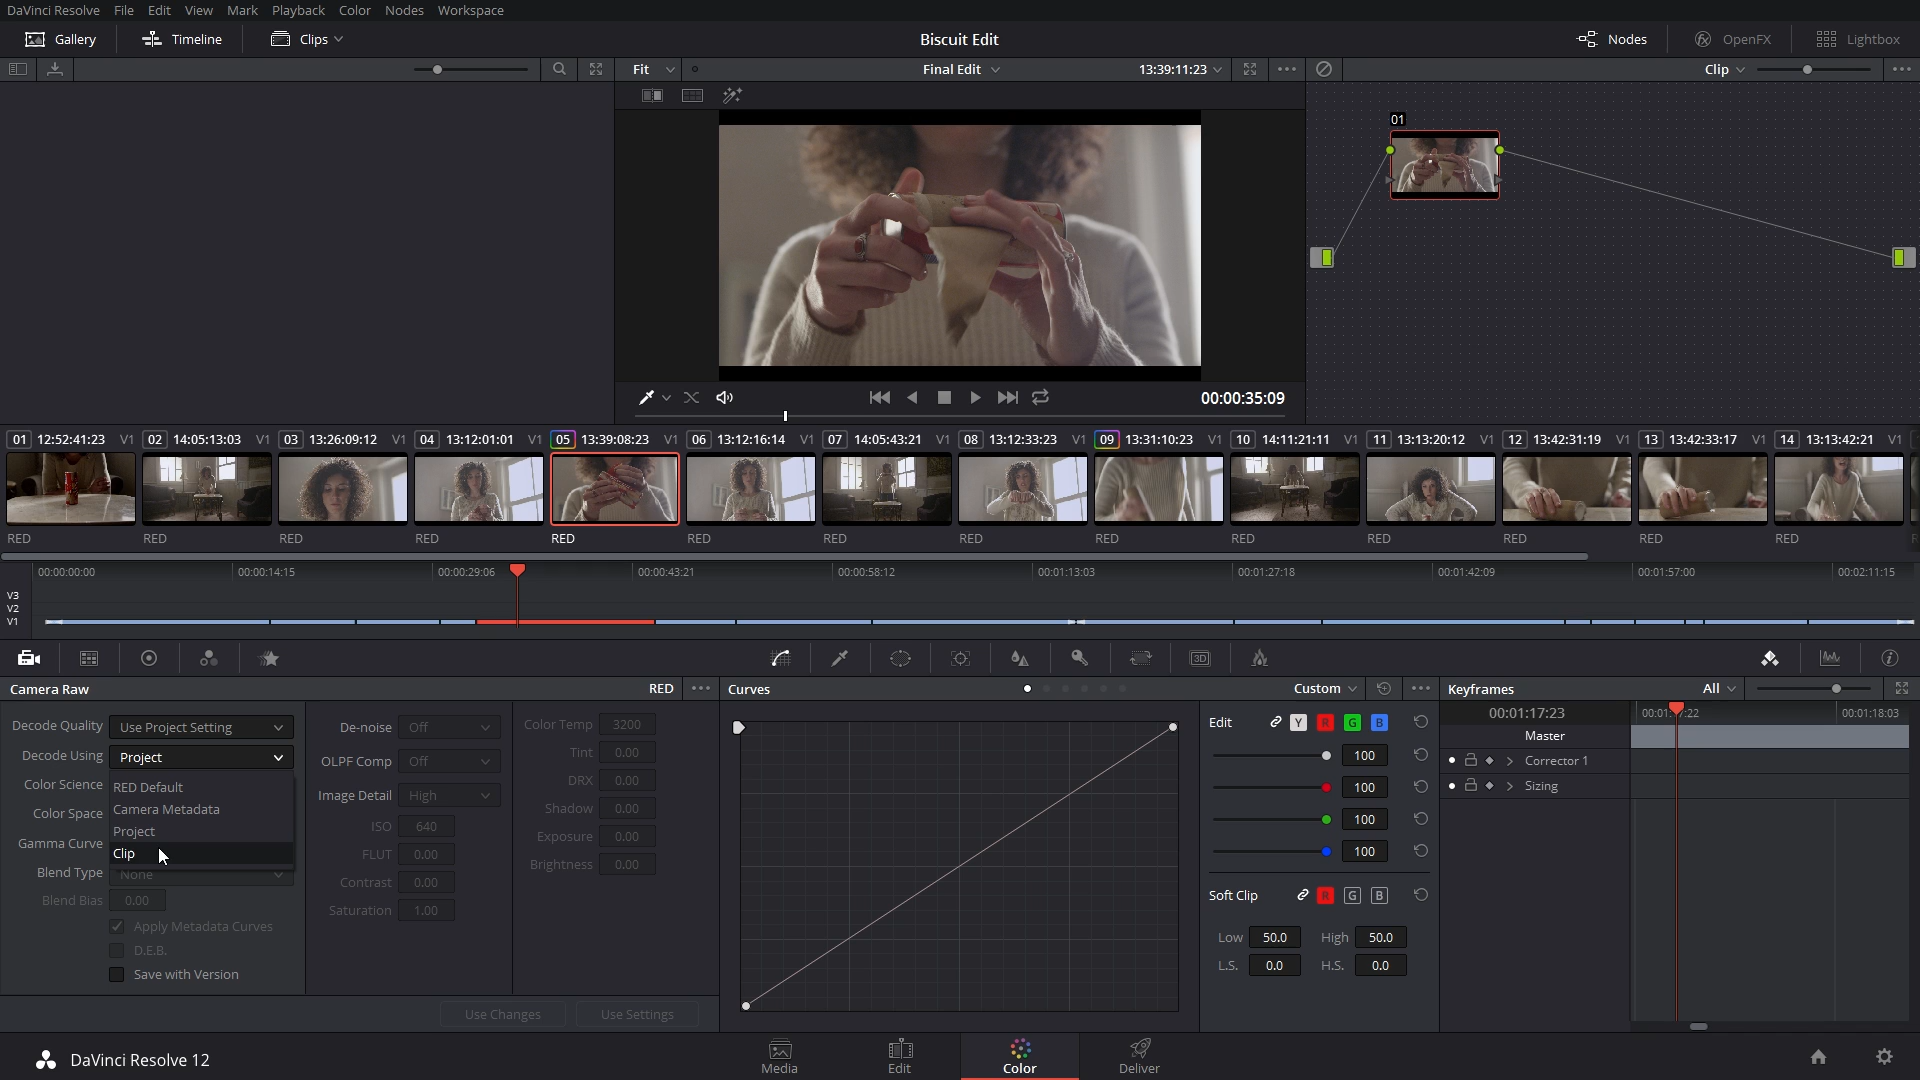 DaVinci Resolve File Edit View Mark Playback Color Nodes Workspace
Gallery Timeline Clips Biscuit Edit Nodes OpenFX Lightbox
Fit Final Edit 13:39:11:23 Clip
01
00:00:35:09
01 12:52:41:23 V1 02 14:05:13:03 V1 03 13:26:09:12 V1 04 13:12:01:01 V1 05 13:39:08:23 V1 06 13:12:16:14 V1 07 14:05:43:21 V1 08 13:12:33:23 V1 09 13:31:10:23 V1 10 14:11:21:11 V1 11 13:13:20:12 V1 12 13:42:31:19 V1 13 13:42:33:17 V1 14 13:13:42:21 V1
RED RED RED RED RED RED RED RED RED RED RED RED RED RED
00:00:00:00 00:00:14:15 00:00:29:06 00:00:43:21 00:00:58:12 00:01:13:03 00:01:27:18 00:01:42:09 00:01:57:00 00:02:11:15
V3
V2
V1
3D
Camera Raw RED Curves Custom Keyframes All
Decode Quality Use Project Setting
Decode Using Project
Color Science
Color Space
Gamma Curve
RED Default
Camera Metadata
Project
Clip
Blend Type None
Blend Bias 0.00
Apply Metadata Curves
D.E.B.
Save with Version
De-noise Off
OLPF Comp Off
Image Detail High
ISO 640
FLUT 0.00
Contrast 0.00
Saturation 1.00
Color Temp 3200
Tint 0.00
DRX 0.00
Shadow 0.00
Exposure 0.00
Brightness 0.00
Use Changes Use Settings
Edit Y R G B
100
100
100
100
Soft Clip R G B
Low 50.0 High 50.0
L.S. 0.0 H.S. 0.0
00:01:17:23 00:01: :22 00:01:18:03
Master
Corrector 1
Sizing
DaVinci Resolve 12 Media Edit Color Deliver